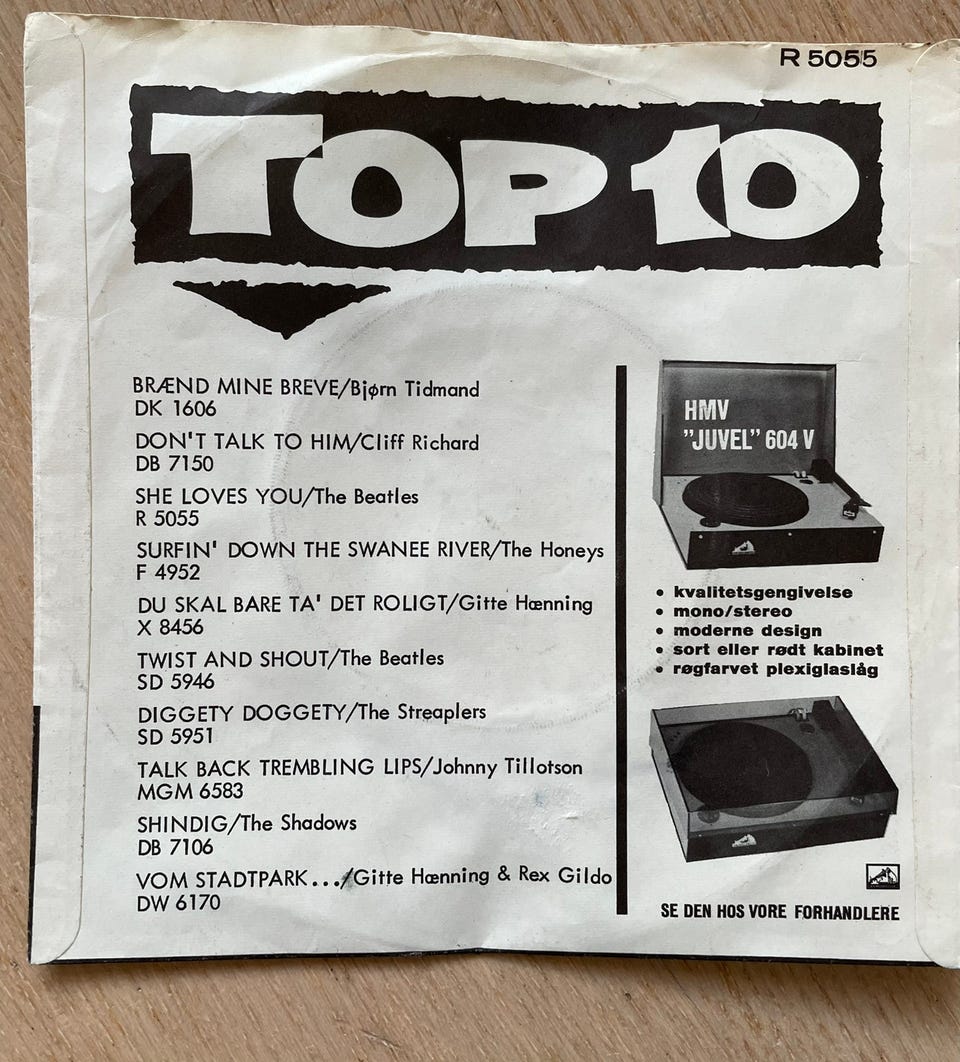 R 5055
TOP 10
BRÆND MINE BREVE/Bjørn Tidmand
DK 1606
DON'T TALK TO HIM/Cliff Richard
DB 7150
SHE LOVES YOU/The Beatles
R 5055
SURFIN' DOWN THE SWANEE RIVER/The Honeys
F 4952
DU SKAL BARE TA' DET ROLIGT/Gitte Hænning
X 8456
TWIST AND SHOUT/The Beatles
SD 5946
DIGGETY DOGGETY/The Streaplers
SD 5951
TALK BACK TREMBLING LIPS/Johnny Tillotson
MGM 6583
SHINDIG/The Shadows
DB 7106
VOM STADTPARK.../Gitte Hænning & Rex Gildo
DW 6170
HMV
"JUVEL" 604 V
• kvalitetsgengivelse
• mono/stereo
• moderne design
• sort eller rødt kabinet
• røgfarvet plexiglaslåg
SE DEN HOS VORE FORHANDLERE